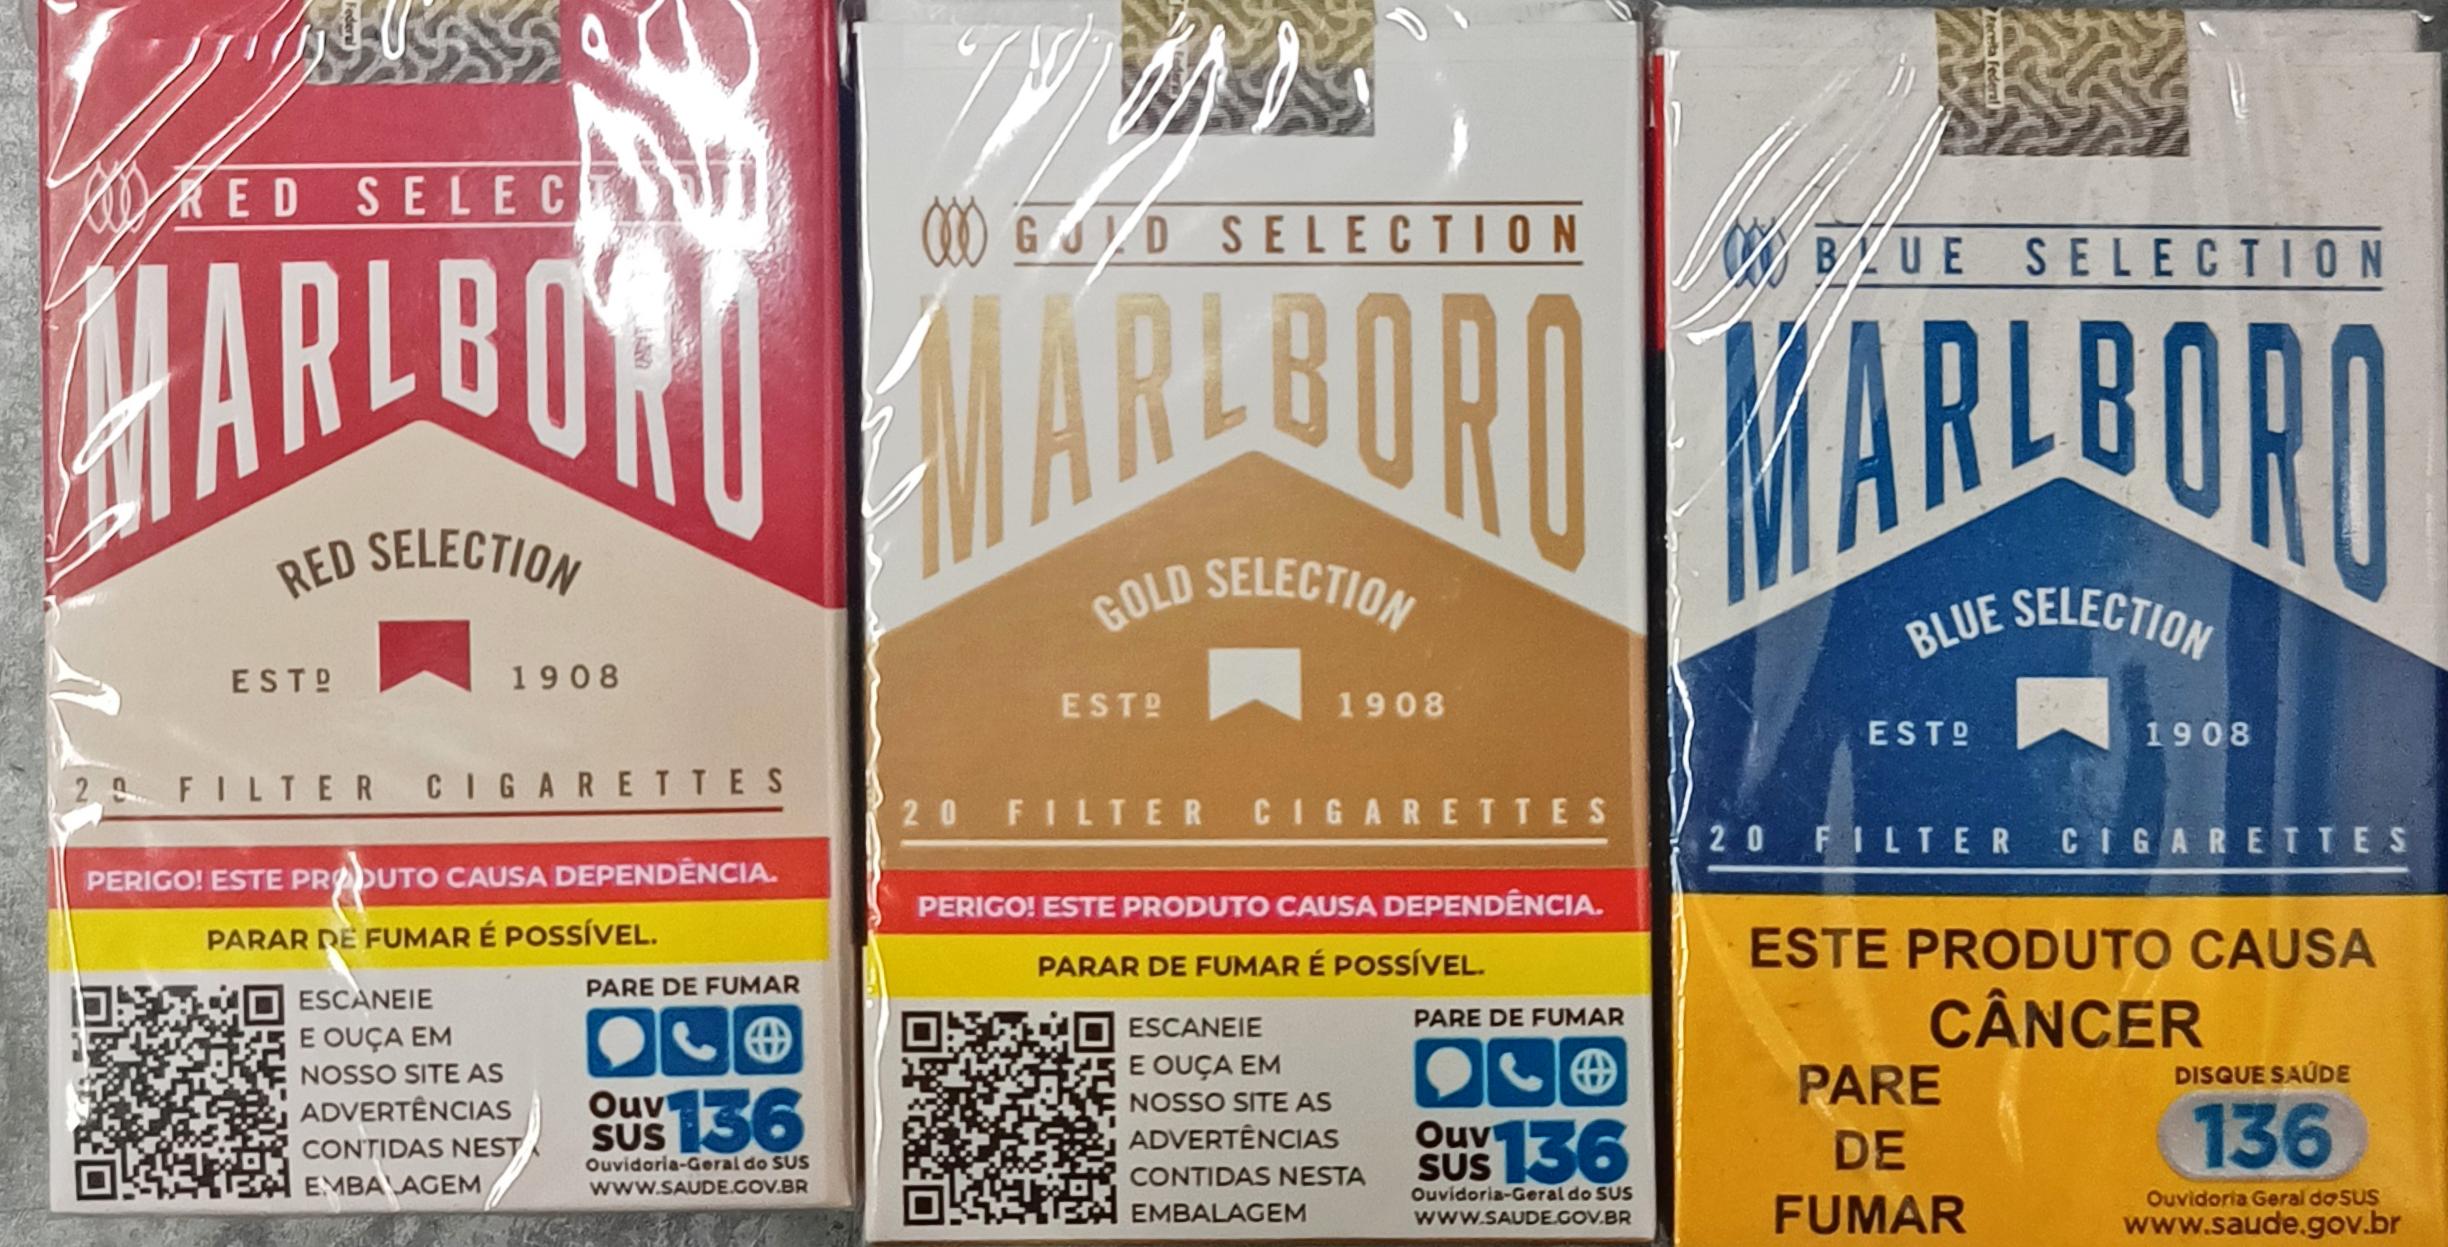 RED SELECTION
MARLBORO
RED SELECTION
ESTD 1908
20 FILTER CIGARETTES
PERIGO! ESTE PRODUTO CAUSA DEPENDÊNCIA.
PARAR DE FUMAR É POSSÍVEL.
ESCANEIE
E OUÇA EM
NOSSO SITE AS
ADVERTÊNCIAS
CONTIDAS NESTA
EMBALAGEM
PARE DE FUMAR
Ouv
SUS 136
Ouvidoria-Geral do SUS
WWW.SAUDE.GOV.BR
GOLD SELECTION
MARLBORO
GOLD SELECTION
ESTD 1908
20 FILTER CIGARETTES
PERIGO! ESTE PRODUTO CAUSA DEPENDÊNCIA.
PARAR DE FUMAR É POSSÍVEL.
ESCANEIE
E OUÇA EM
NOSSO SITE AS
ADVERTÊNCIAS
CONTIDAS NESTA
EMBALAGEM
PARE DE FUMAR
Ouv
SUS 136
Ouvidoria-Geral do SUS
WWW.SAUDE.GOV.BR
Federal
BLUE SELECTION
MARLBORO
BLUE SELECTION
ESTD 1908
20 FILTER CIGARETTES
ESTE PRODUTO CAUSA
CÂNCER
PARE
DE
FUMAR
DISQUE SAÚDE
136
Ouvidoria Geral do SUS
www.saude.gov.br